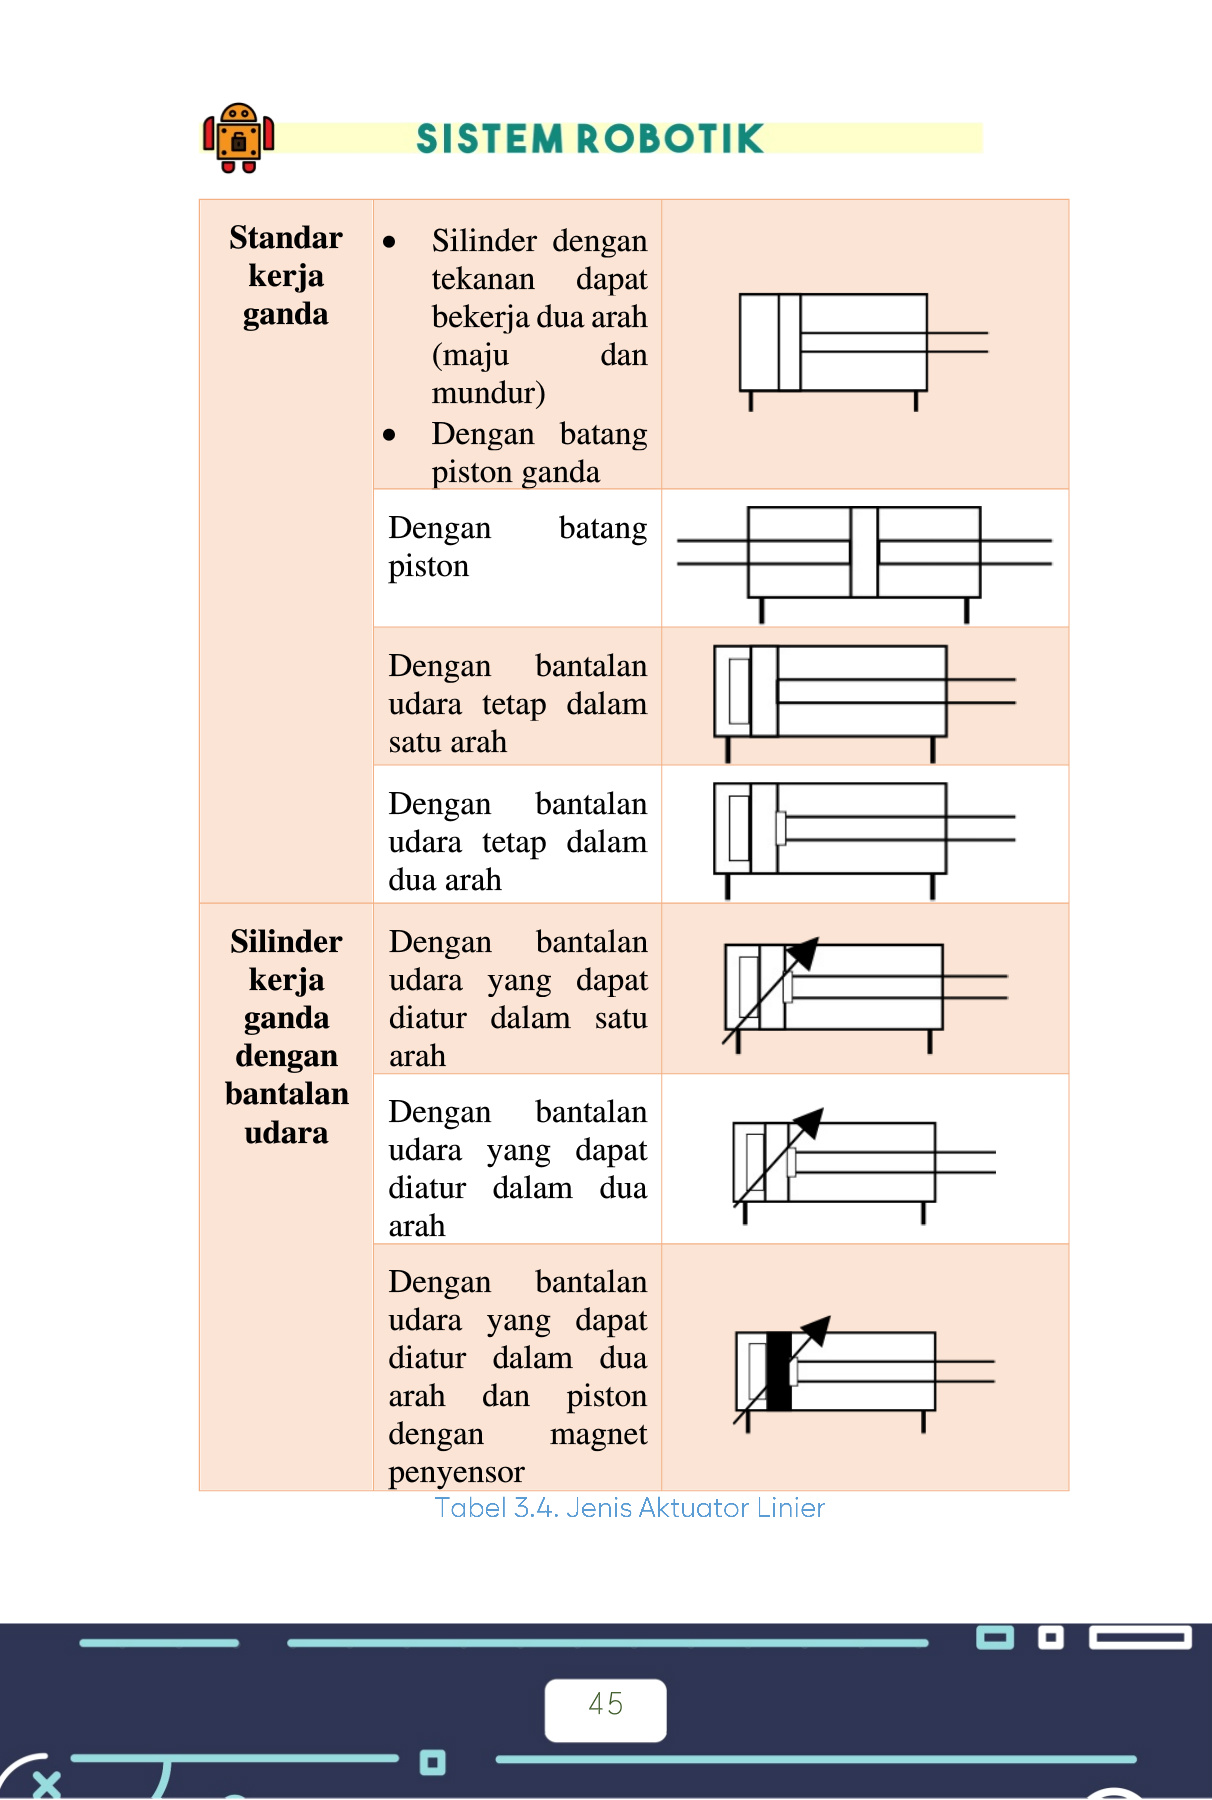 SISTEM ROBOTIK
Standar
kerja
ganda
• Silinder dengan
tekanan dapat
bekerja dua arah
(maju dan
mundur)
• Dengan batang
piston ganda
Dengan batang
piston
Dengan bantalan
udara tetap dalam
satu arah
Dengan bantalan
udara tetap dalam
dua arah
Silinder
kerja
ganda
dengan
bantalan
udara
Dengan bantalan
udara yang dapat
diatur dalam satu
arah
Dengan bantalan
udara yang dapat
diatur dalam dua
arah
Dengan bantalan
udara yang dapat
diatur dalam dua
arah dan piston
dengan magnet
penyensor
Tabel 3.4. Jenis Aktuator Linier
45